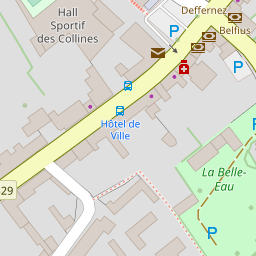 Hall
Sportif
des Collines
Deffernez
Belfius
P
P
Hôtel de
Ville
La Belle-
Eau
29
P